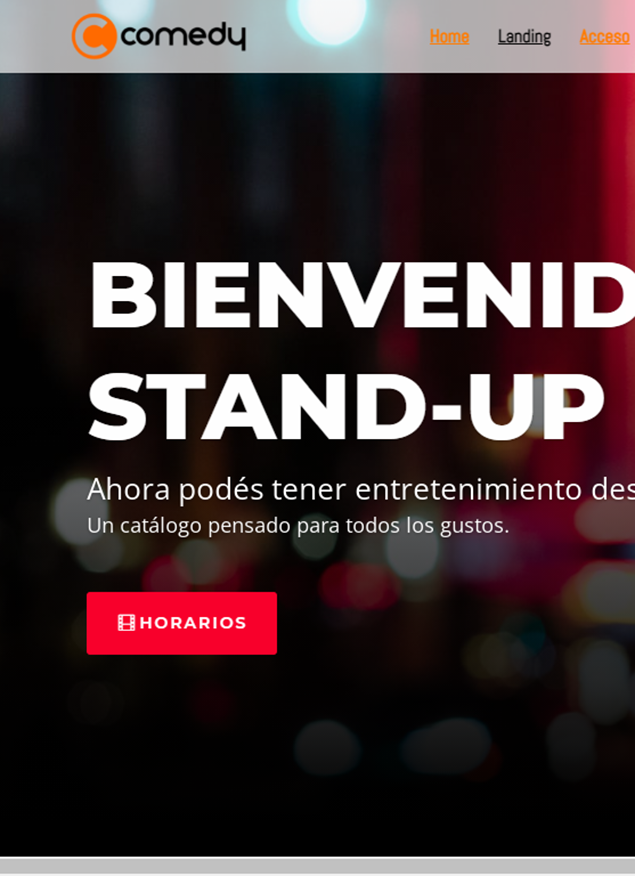 comedy
Home Landing Acceso
BIENVENID
STAND-UP
Ahora podés tener entretenimiento des
Un catálogo pensado para todos los gustos.
HORARIOS